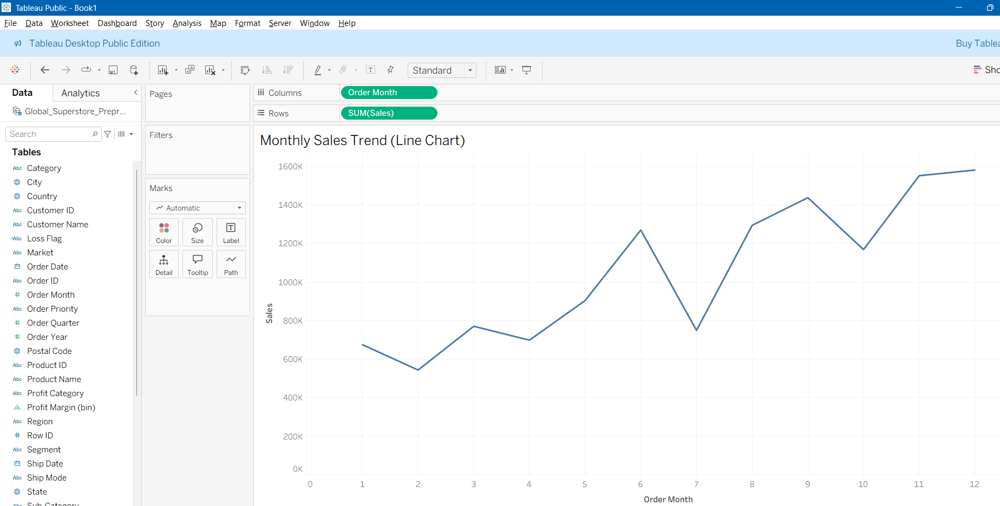 Tableau Public - Book1
File Data Worksheet Dashboard Story Analysis Map Format Server Window Help
Tableau Desktop Public Edition
Standard
Data Analytics
Global_Superstore_Prepr...
Search
Tables
Abc Category
City
Country
Abc Customer ID
Abc Customer Name
=Abc Loss Flag
Abc Market
Order Date
Abc Order ID
# Order Month
Abc Order Priority
# Order Quarter
# Order Year
Postal Code
Abc Product ID
Abc Product Name
Abc Profit Category
Profit Margin (bin)
Abc Region
# Row ID
Abc Segment
Ship Date
Abc Ship Mode
State
Abc Sub-Category
Pages
Filters
Marks
Automatic
Color Size Label
Detail Tooltip Path
Columns Order Month
Rows SUM(Sales)
Monthly Sales Trend (Line Chart)
1600K
1400K
1200K
1000K
800K
600K
400K
200K
0K
Sales
0 1 2 3 4 5 6 7 8 9 10 11 12
Order Month
Buy